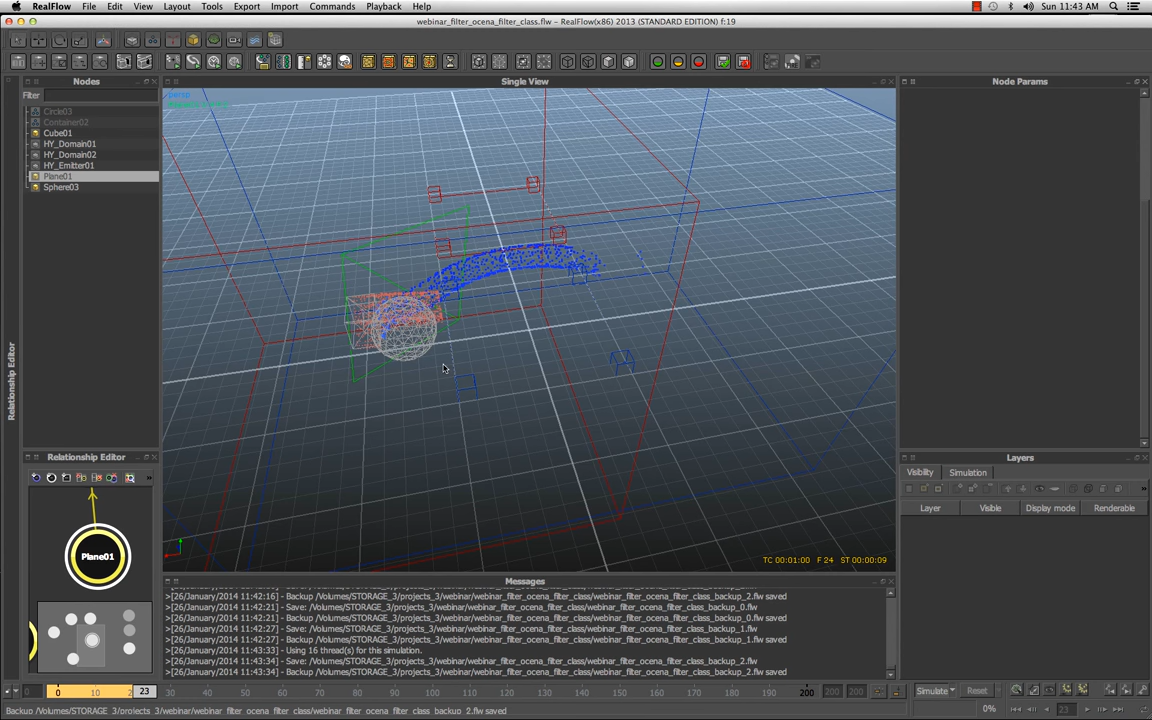 RealFlow File Edit View Layout Tools Export Import Commands Playback Help
Sun 11:43 AM
webinar_filter_ocena_filter_class.flw – RealFlow(x86) 2013 (STANDARD EDITION) f:19
Nodes
Filter
Circle03
Container02
Cube01
HY_Domain01
HY_Domain02
HY_Emitter01
Plane01
Sphere03
Relationship Editor
Relationship Editor
Plane01
Single View
persp
TC 00:01:00 F 24 ST 00:00:09
Messages
>[26/January/2014 11:42:16] - Backup /Volumes/STORAGE_3/projects_3/webinar/webinar_filter_ocena_filter_class/webinar_filter_ocena_filter_class_backup_2.flw saved
>[26/January/2014 11:42:21] - Save: /Volumes/STORAGE_3/projects_3/webinar/webinar_filter_ocena_filter_class/webinar_filter_ocena_filter_class_backup_0.flw
>[26/January/2014 11:42:21] - Backup /Volumes/STORAGE_3/projects_3/webinar/webinar_filter_ocena_filter_class/webinar_filter_ocena_filter_class_backup_0.flw saved
>[26/January/2014 11:42:27] - Save: /Volumes/STORAGE_3/projects_3/webinar/webinar_filter_ocena_filter_class/webinar_filter_ocena_filter_class_backup_1.flw
>[26/January/2014 11:42:27] - Backup /Volumes/STORAGE_3/projects_3/webinar/webinar_filter_ocena_filter_class/webinar_filter_ocena_filter_class_backup_1.flw saved
>[26/January/2014 11:43:33] - Using 16 thread(s) for this simulation.
>[26/January/2014 11:43:34] - Save: /Volumes/STORAGE_3/projects_3/webinar/webinar_filter_ocena_filter_class/webinar_filter_ocena_filter_class_backup_2.flw
>[26/January/2014 11:43:34] - Backup /Volumes/STORAGE_3/projects_3/webinar/webinar_filter_ocena_filter_class/webinar_filter_ocena_filter_class_backup_2.flw saved
Node Params
Layers
Visibility Simulation
Layer Visible Display mode Renderable
0 0 10 2 23 30 40 50 60 70 80 90 100 110 120 130 140 150 160 170 180 190 200 200 200
Simulate Reset
0% 23
Backup /Volumes/STORAGE_3/projects_3/webinar/webinar_filter_ocena_filter_class/webinar_filter_ocena_filter_class_backup_2.flw saved